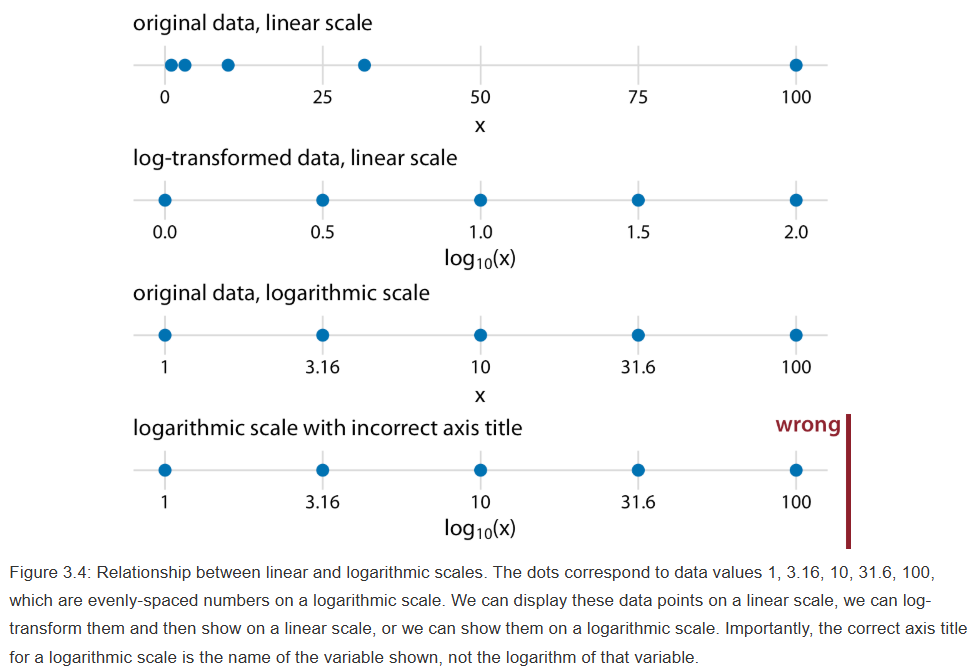 original data, linear scale
0 25 50 75 100
x
log-transformed data, linear scale
0.0 0.5 1.0 1.5 2.0
log₁₀(x)
original data, logarithmic scale
1 3.16 10 31.6 100
x
logarithmic scale with incorrect axis title wrong
1 3.16 10 31.6 100
log₁₀(x)
Figure 3.4: Relationship between linear and logarithmic scales. The dots correspond to data values 1, 3.16, 10, 31.6, 100,
which are evenly-spaced numbers on a logarithmic scale. We can display these data points on a linear scale, we can log-
transform them and then show on a linear scale, or we can show them on a logarithmic scale. Importantly, the correct axis title
for a logarithmic scale is the name of the variable shown, not the logarithm of that variable.